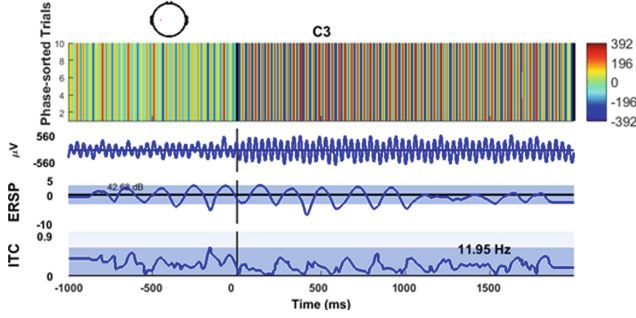 C3
Phase-sorted Trials
10
8
6
4
2
392
196
0
-196
-392
μV
560
-560
ERSP
5
0
-10
42.68 dB
ITC
0.9
0
11.95 Hz
-1000 -500 0 500 1000 1500
Time (ms)